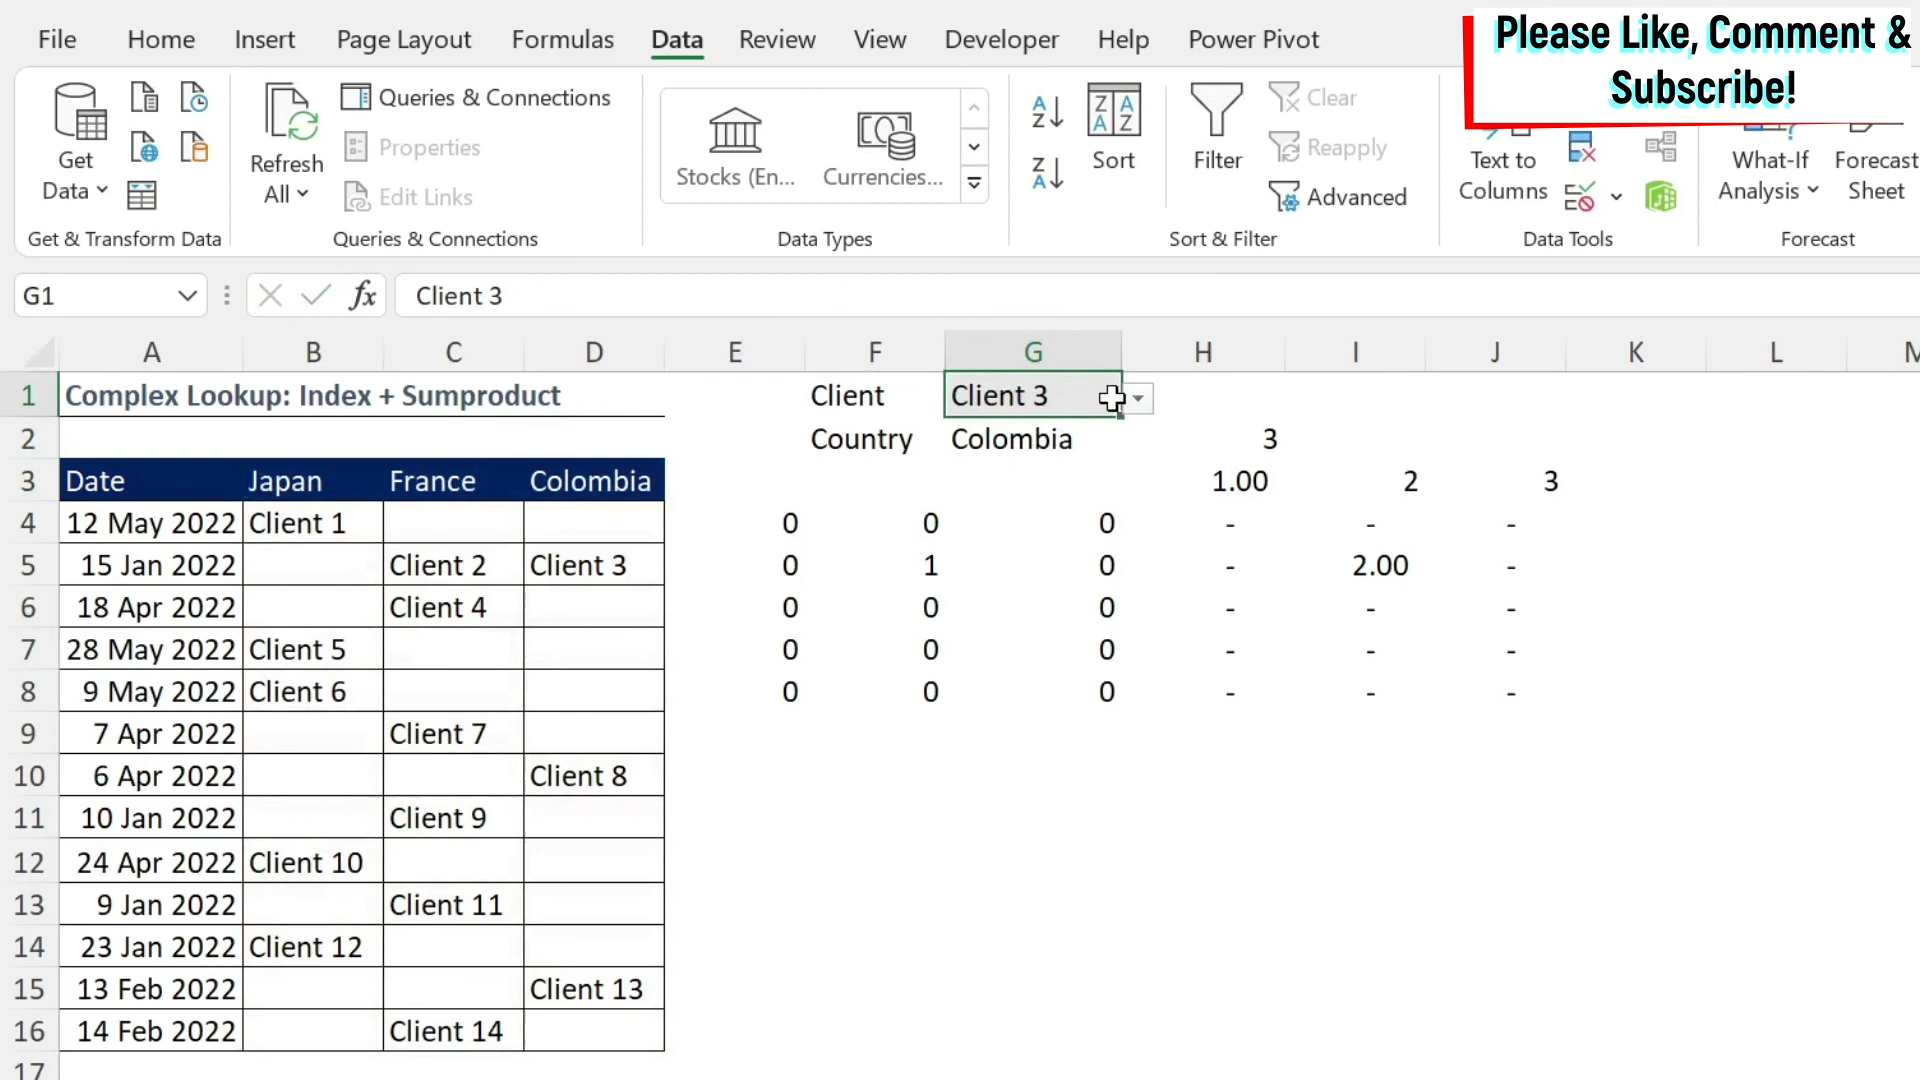 Please Like, Comment &
Subscribe!
File Home Insert Page Layout Formulas Data Review View Developer Help Power Pivot
Get
Data
Refresh
All
Queries & Connections
Properties
Edit Links
Stocks (En...
Currencies...
Sort
Filter
Clear
Reapply
Advanced
Text to
Columns
What-If
Analysis
Forecast
Sheet
Get & Transform Data
Queries & Connections
Data Types
Sort & Filter
Data Tools
Forecast
G1 fx Client 3
A B C D E F G H I J K L M
1 Complex Lookup: Index + Sumproduct Client Client 3
2 Country Colombia 3
3 Date Japan France Colombia 1.00 2 3
4 12 May 2022 Client 1 0 0 0 - - -
5 15 Jan 2022 Client 2 Client 3 0 1 0 - 2.00 -
6 18 Apr 2022 Client 4 0 0 0 - - -
7 28 May 2022 Client 5 0 0 0 - - -
8 9 May 2022 Client 6 0 0 0 - - -
9 7 Apr 2022 Client 7
10 6 Apr 2022 Client 8
11 10 Jan 2022 Client 9
12 24 Apr 2022 Client 10
13 9 Jan 2022 Client 11
14 23 Jan 2022 Client 12
15 13 Feb 2022 Client 13
16 14 Feb 2022 Client 14
17